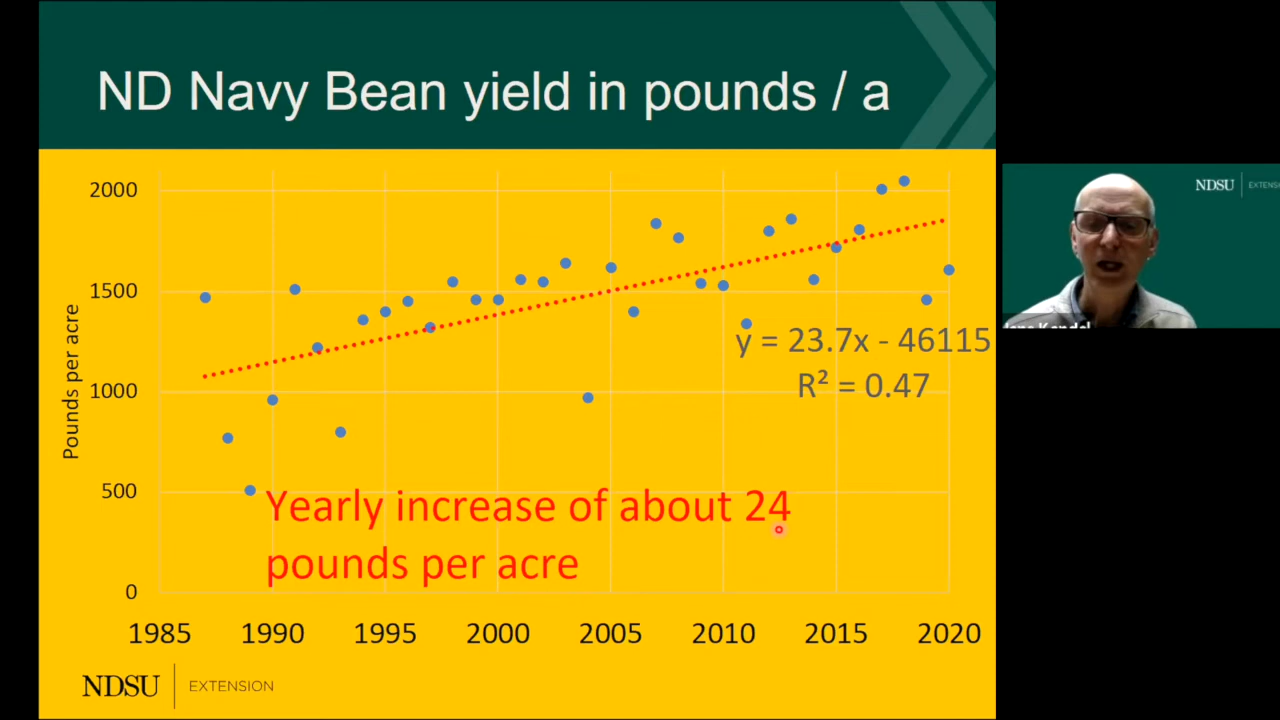 ND Navy Bean yield in pounds / a
2000
1500
1000
500
0
Pounds per acre
y = 23.7x - 46115
R² = 0.47
Yearly increase of about 24
pounds per acre
1985 1990 1995 2000 2005 2010 2015 2020
NDSU EXTENSION
NDSU